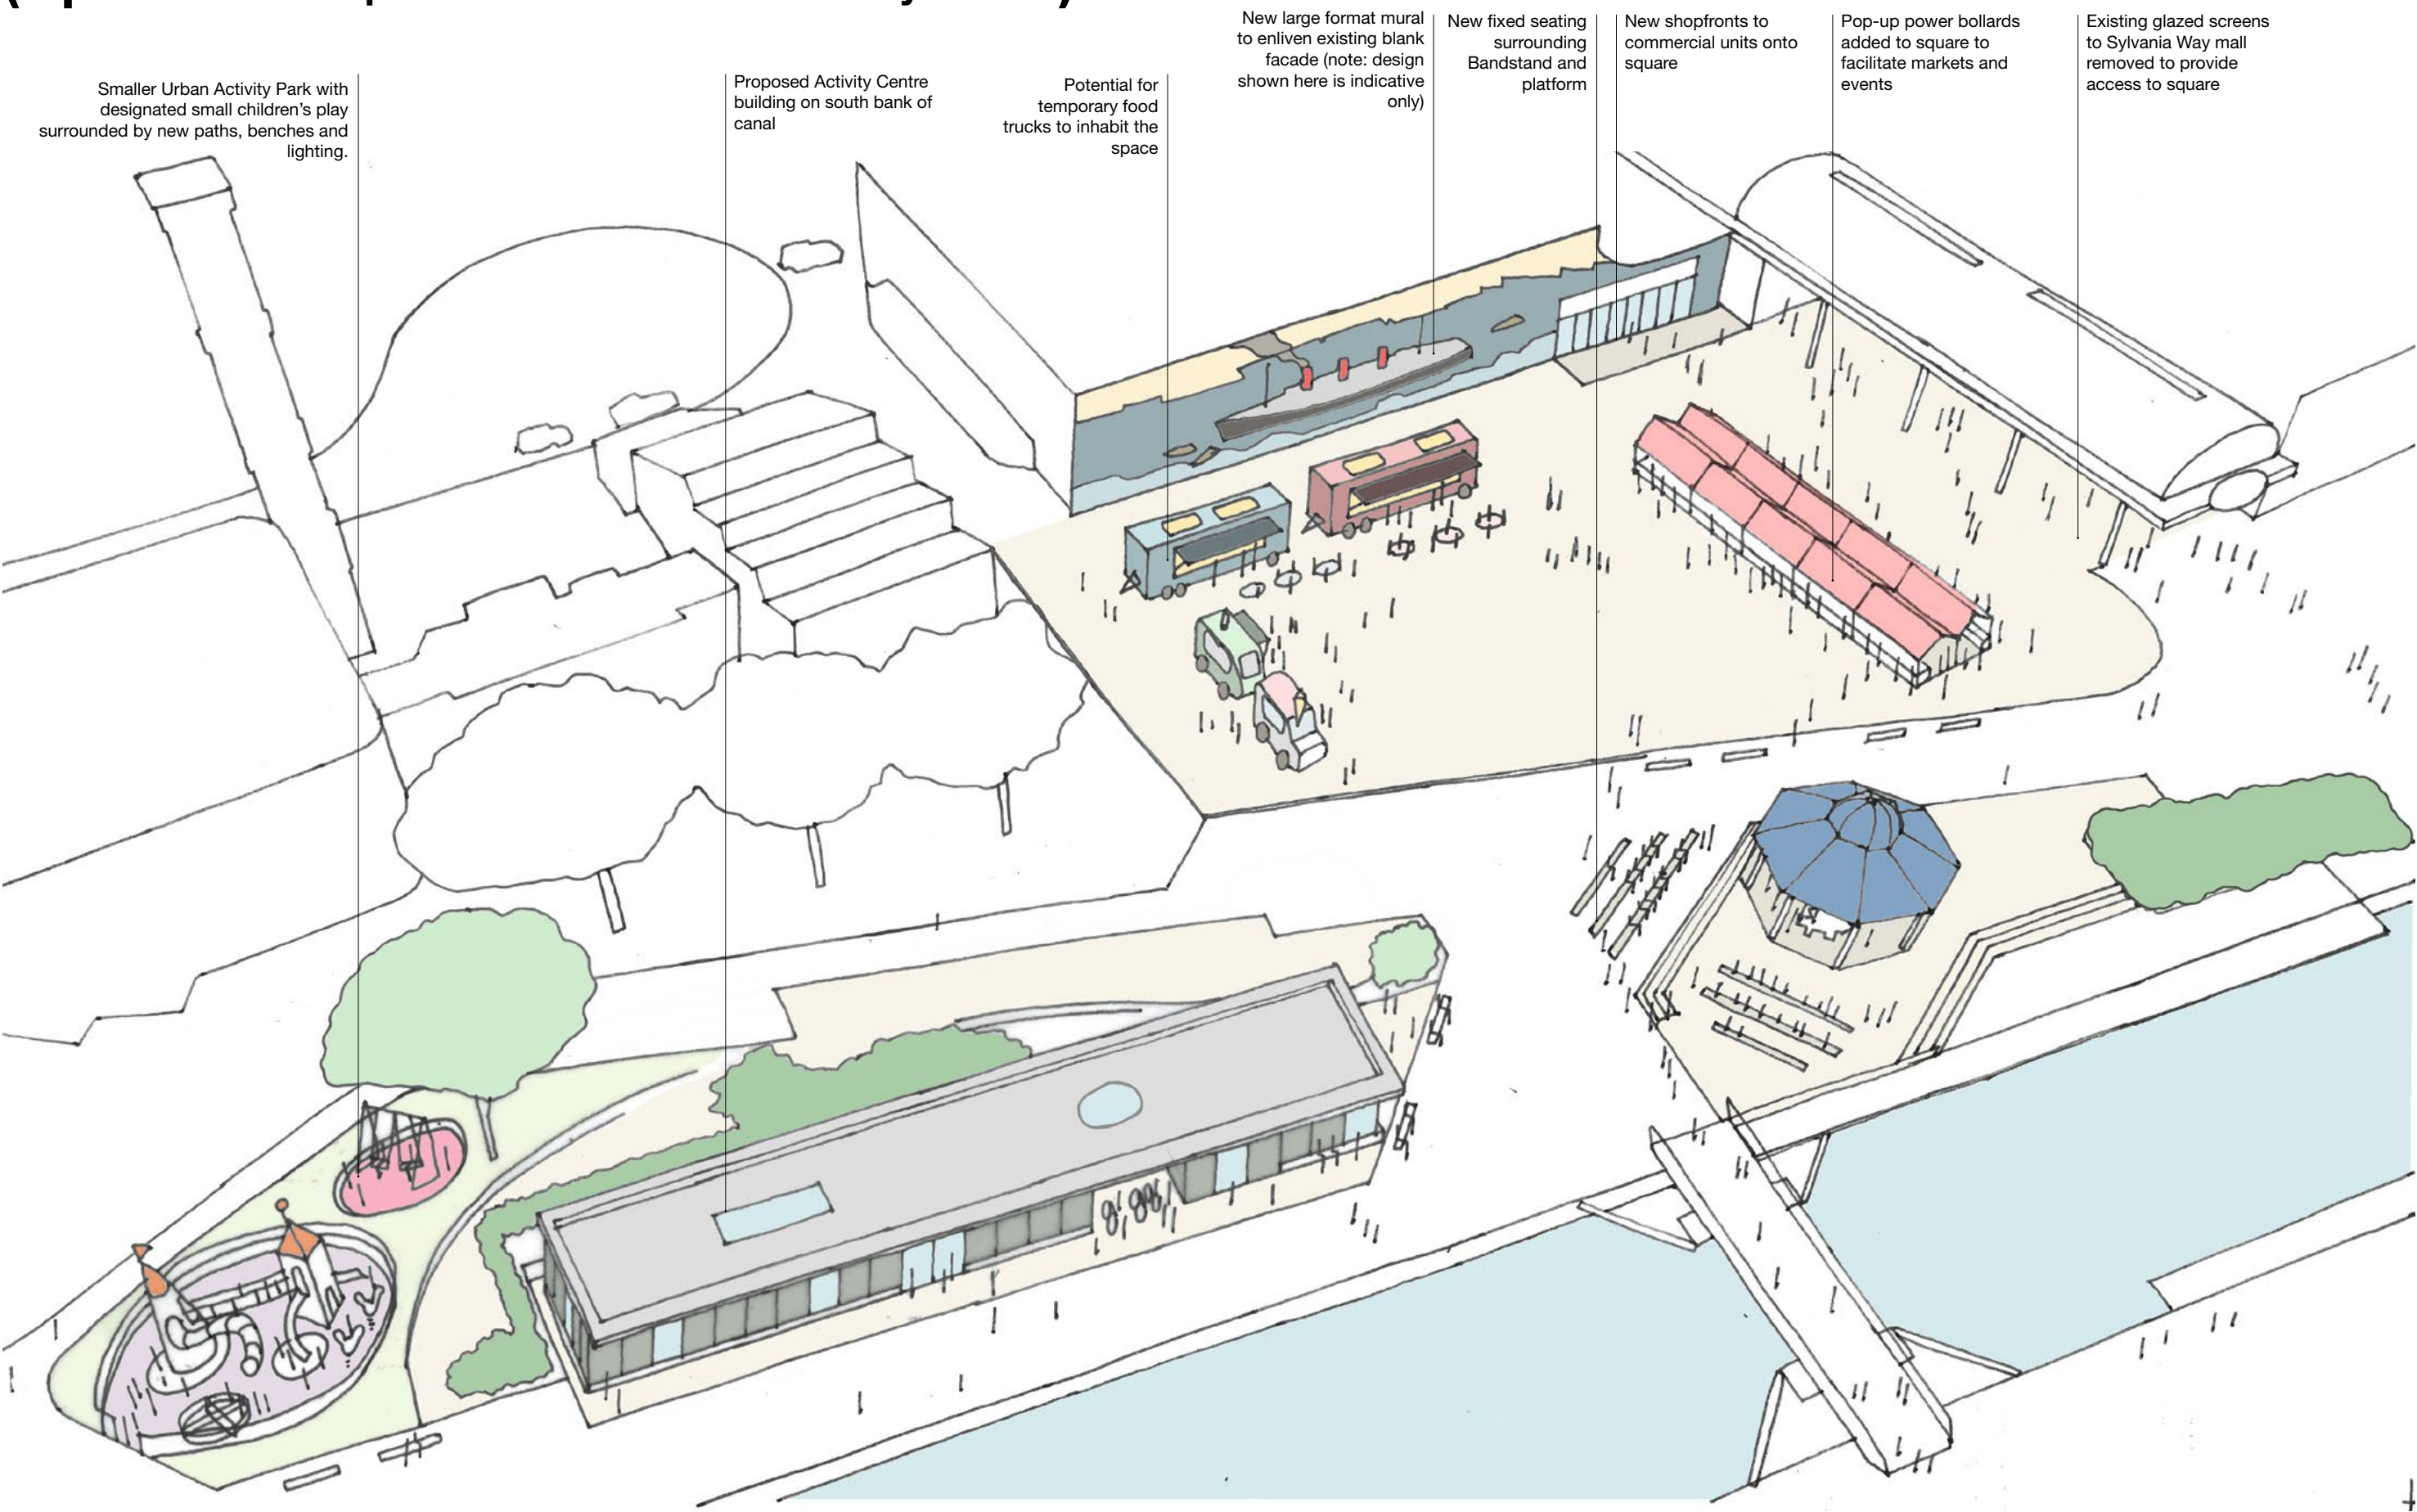 Smaller Urban Activity Park with
designated small children's play
surrounded by new paths, benches and
lighting.
Proposed Activity Centre
building on south bank of
canal
Potential for
temporary food
trucks to inhabit the
space
New large format mural
to enliven existing blank
facade (note: design
shown here is indicative
only)
New fixed seating
surrounding
Bandstand and
platform
New shopfronts to
commercial units onto
square
Pop-up power bollards
added to square to
facilitate markets and
events
Existing glazed screens
to Sylvania Way mall
removed to provide
access to square